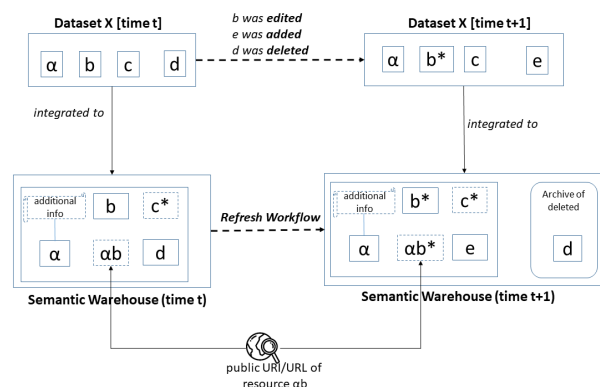 Dataset X [time t]
b was edited
e was added
d was deleted
Dataset X [time t+1]
α
b
c
d
α
b*
c
e
integrated to
integrated to
additional
info
b
c*
α
αb
d
Refresh Workflow
additional
info
b*
c*
α
αb*
e
Archive of
deleted
d
Semantic Warehouse (time t)
Semantic Warehouse (time t+1)
public URI/URL of
resource αb